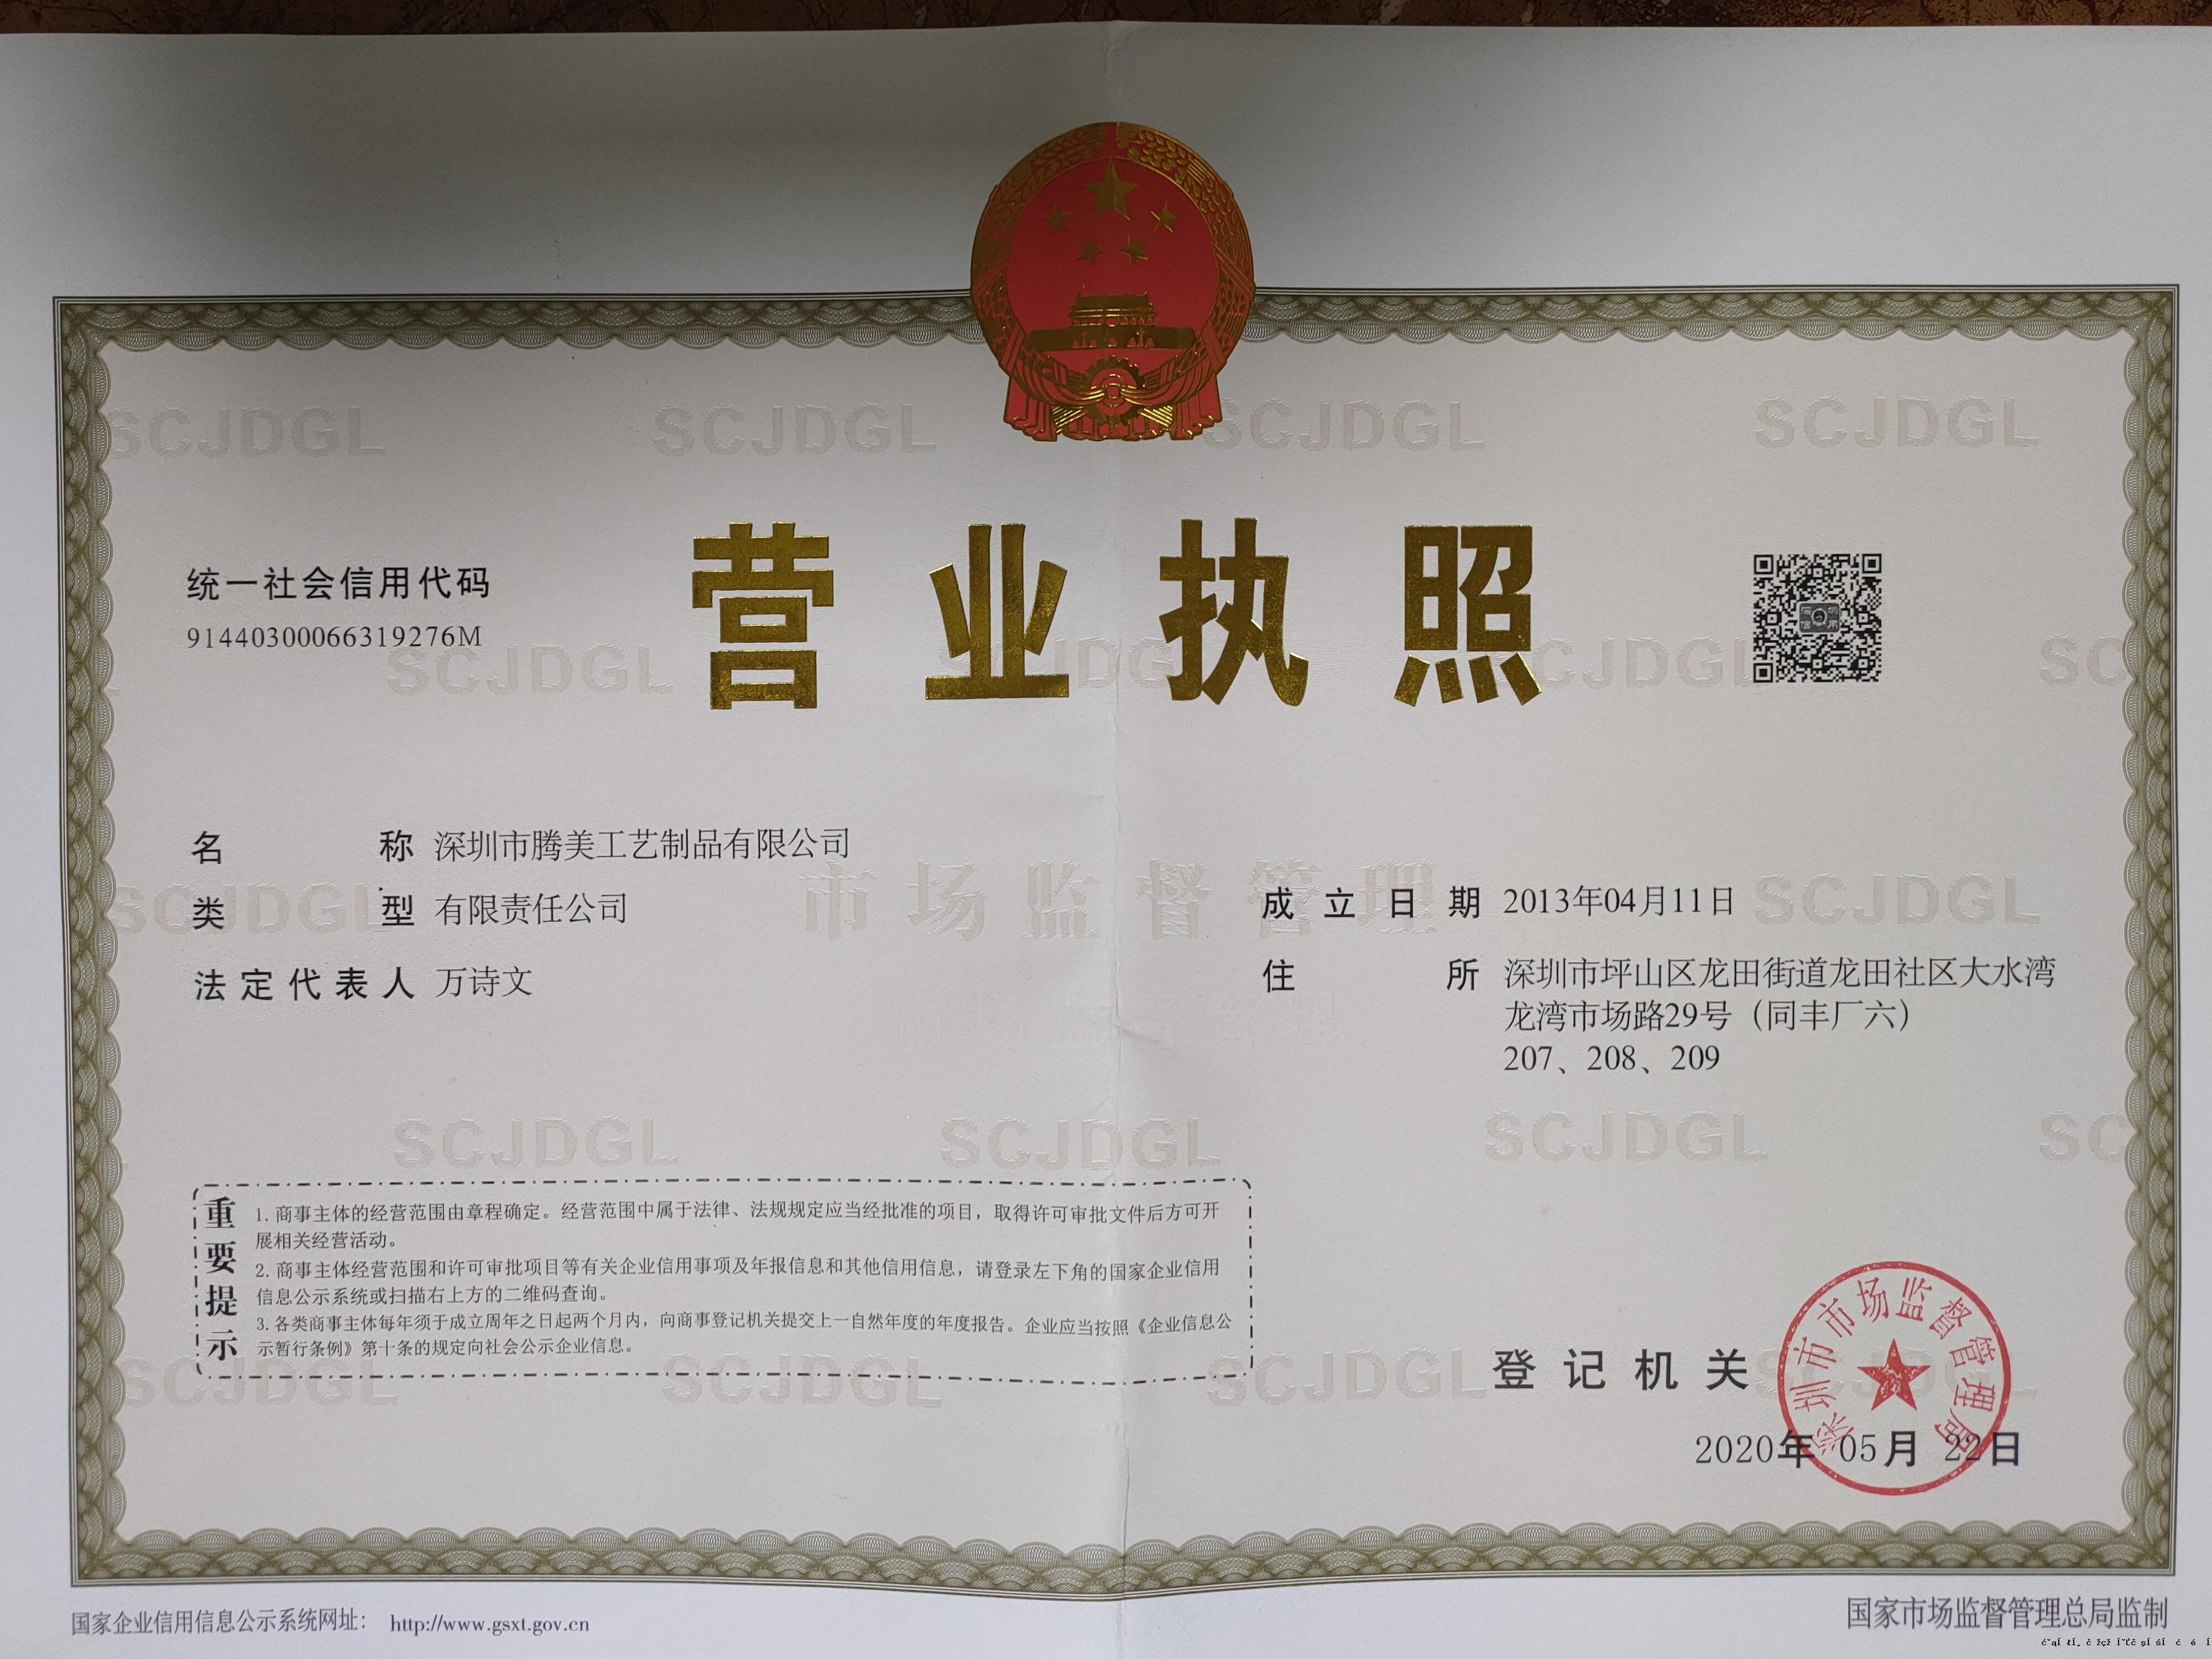 营业执照
统一社会信用代码
91440300066319276M
名称 深圳市腾美工艺制品有限公司
类型 有限责任公司
法定代表人 万诗文
成立日期 2013年04月11日
住所 深圳市坪山区龙田街道龙田社区大水湾
龙湾市场路29号（同丰厂六）
207、208、209
重要提示
1. 商事主体的经营范围由章程确定。经营范围中属于法律、法规规定应当经批准的项目，取得许可审批文件后方可开
展相关经营活动。
2. 商事主体经营范围和许可审批项目等有关企业信用事项及年报信息和其他信用信息，请登录左下角的国家企业信用
信息公示系统或扫描右上方的二维码查询。
3. 各类商事主体每年须于成立周年之日起两个月内，向商事登记机关提交上一自然年度的年度报告。企业应当按照《企业信息公
示暂行条例》第十条的规定向社会公示企业信息。
登记机关
深圳市市场监督管理局
2020年 05月 22日
国家企业信用信息公示系统网址： http://www.gsxt.gov.cn
国家市场监督管理总局监制
SCJDGL
市场监督管理